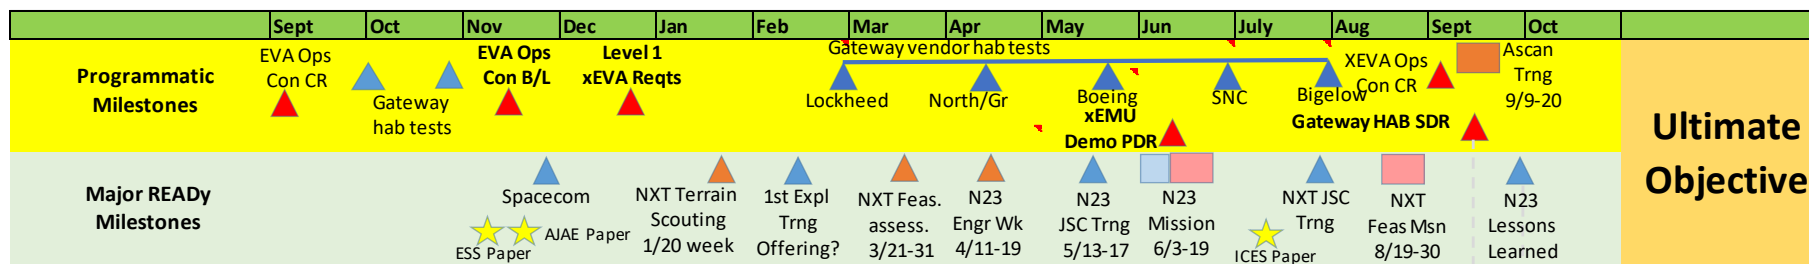 Sept Oct Nov Dec Jan Feb Mar Apr May Jun July Aug Sept Oct
Programmatic
Milestones
EVA Ops
Con CR
Gateway
hab tests
EVA Ops
Con B/L
Level 1
xEVA Reqts
Gateway vendor hab tests
Lockheed
North/Gr
Boeing
SNC
Bigelow
xEMU
Demo PDR
XEVA Ops
Con CR
Gateway HAB SDR
Ascan
Trng
9/9-20
Ultimate
Objective
Major READy
Milestones
Spacecom
ESS Paper
AJAE Paper
NXT Terrain
Scouting
1/20 week
1st Expl
Trng
Offering?
NXT Feas.
assess.
3/21-31
N23
Engr Wk
4/11-19
N23
JSC Trng
5/13-17
N23
Mission
6/3-19
ICES Paper
NXT JSC
Trng
NXT
Feas Msn
8/19-30
N23
Lessons
Learned